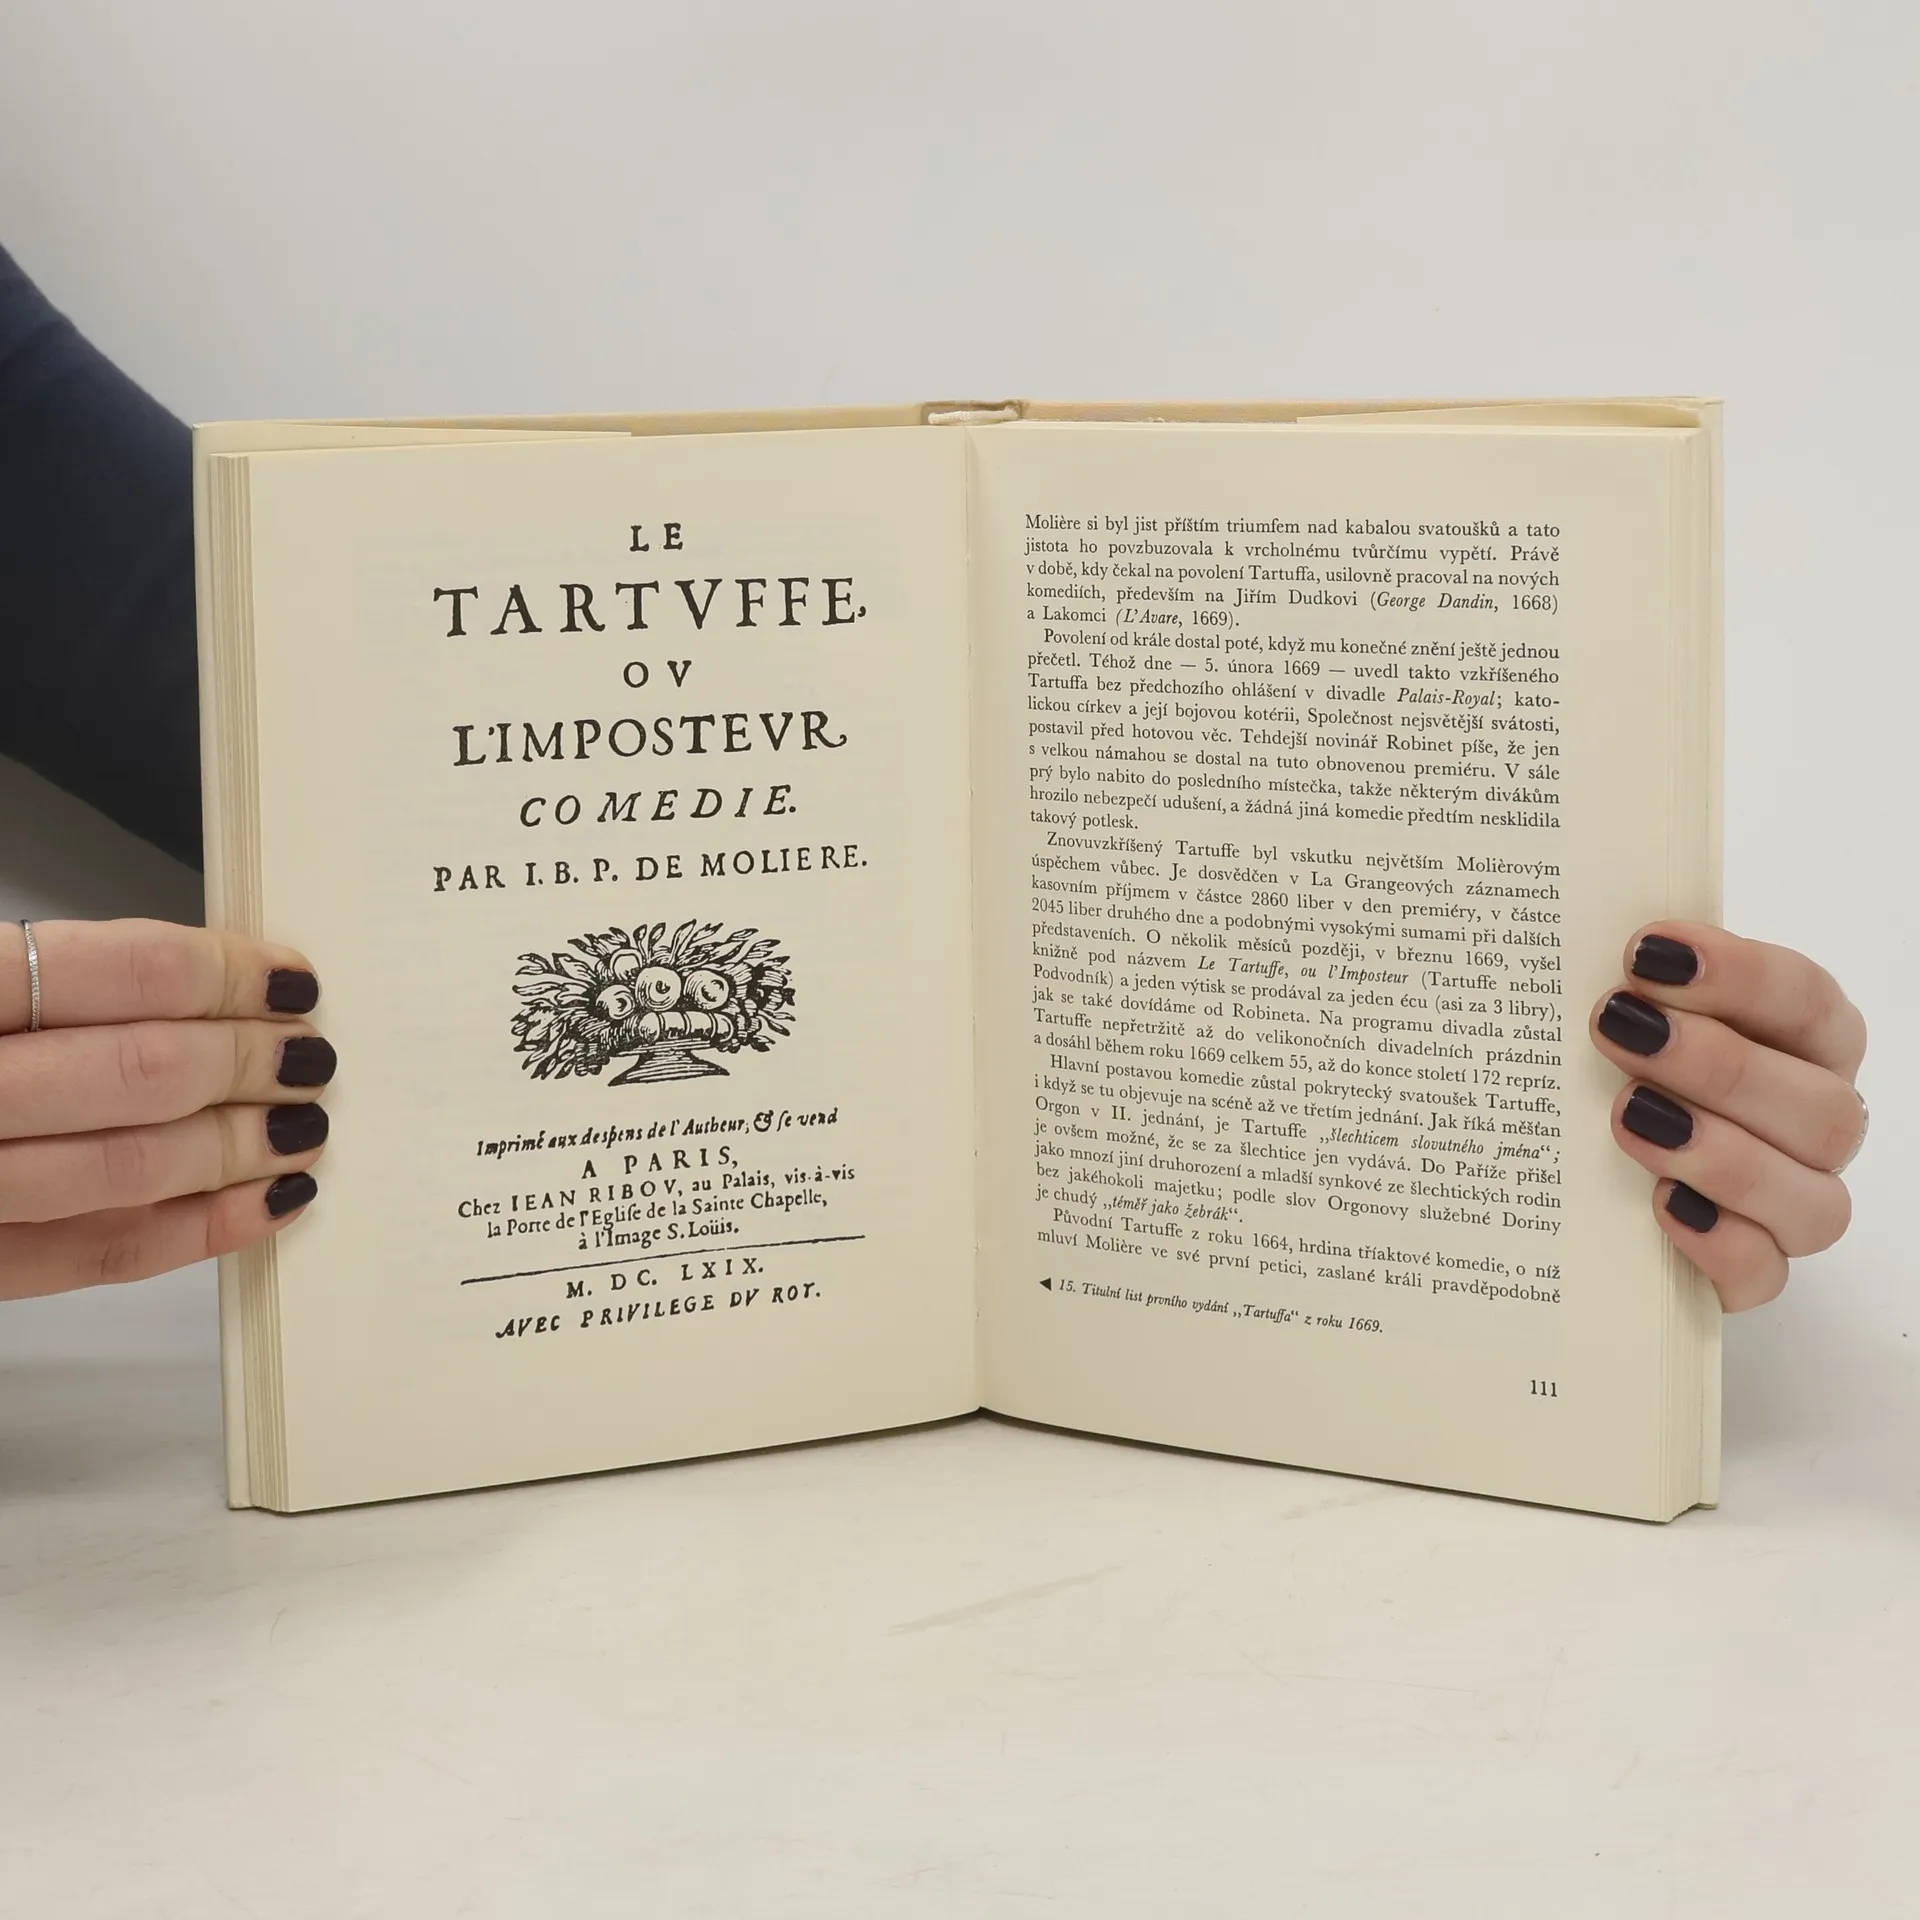 LE
TARTVFFE,
OV
L'IMPOSTEVR,
COMEDIE.
PAR I. B. P. DE MOLIERE.
Imprimé aux despens de l'Autheur, & ſe vend
A PARIS,
Chez IEAN RIBOV, au Palais, vis-à-vis
la Porte de l'Egliſe de la Sainte Chapelle,
à l'Image S. Loüis.
M. DC. LXIX.
AVEC PRIVILEGE DV ROY.
Molière si byl jist příštím triumfem nad kabalou svatoušků a tato
jistota ho povzbuzovala k vrcholnému tvůrčímu vypětí. Právě
v době, kdy čekal na povolení Tartuffa, usilovně pracoval na nových
komediích, především na Jiřím Dudkovi (George Dandin, 1668)
a Lakomci (L'Avare, 1669).
Povolení od krále dostal poté, když mu konečné znění ještě jednou
přečetl. Téhož dne — 5. února 1669 — uvedl takto vzkříšeného
Tartuffa bez předchozího ohlášení v divadle Palais-Royal; kato-
lickou církev a její bojovou kotérii, Společnost nejsvětější svátosti,
postavil před hotovou věc. Tehdejší novinář Robinet píše, že jen
s velkou námahou se dostal na tuto obnovenou premiéru. V sále
prý bylo nabito do posledního místečka, takže některým divákům
hrozilo nebezpečí udušení, a žádná jiná komedie předtím nesklidila
takový potlesk.
Znovuvzkříšený Tartuffe byl vskutku největším Molièrovým
úspěchem vůbec. Je dosvědčen v La Grangeových záznamech
kasovním příjmem v částce 2860 liber v den premiéry, v částce
2045 liber druhého dne a podobnými vysokými sumami při dalších
představeních. O několik měsíců později, v březnu 1669, vyšel
knižně pod názvem Le Tartuffe, ou l'Imposteur (Tartuffe neboli
Podvodník) a jeden výtisk se prodával za jeden écu (asi za 3 libry),
jak se také dovídáme od Robineta. Na programu divadla zůstal
Tartuffe nepřetržitě až do velikonočních divadelních prázdnin
a dosáhl během roku 1669 celkem 55, až do konce století 172 repríz.
Hlavní postavou komedie zůstal pokrytecký svatoušek Tartuffe,
i když se tu objevuje na scéně až ve třetím jednání. Jak říká měšťan
Orgon v II. jednání, je Tartuffe „šlechticem slovutného jména“;
je ovšem možné, že se za šlechtice jen vydává. Do Paříže přišel
jako mnozí jiní druhorození a mladší synkové ze šlechtických rodin
bez jakéhokoli majetku; podle slov Orgonovy služebné Doriny
je chudý „téměř jako žebrák“.
Původní Tartuffe z roku 1664, hrdina tříaktové komedie, o níž
mluví Molière ve své první petici, zaslané králi pravděpodobně
◀ 15. Titulní list prvního vydání „Tartuffa“ z roku 1669.
111